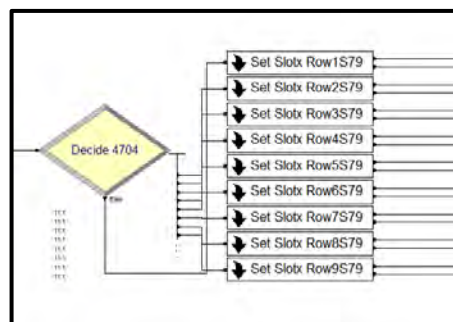 Set Slotx Row1S79
Set Slotx Row2S79
Set Slotx Row3S79
Decide 4704
Set Slotx Row4S79
Set Slotx Row5S79
Set Slotx Row6S79
Set Slotx Row7S79
Set Slotx Row8S79
Set Slotx Row9S79